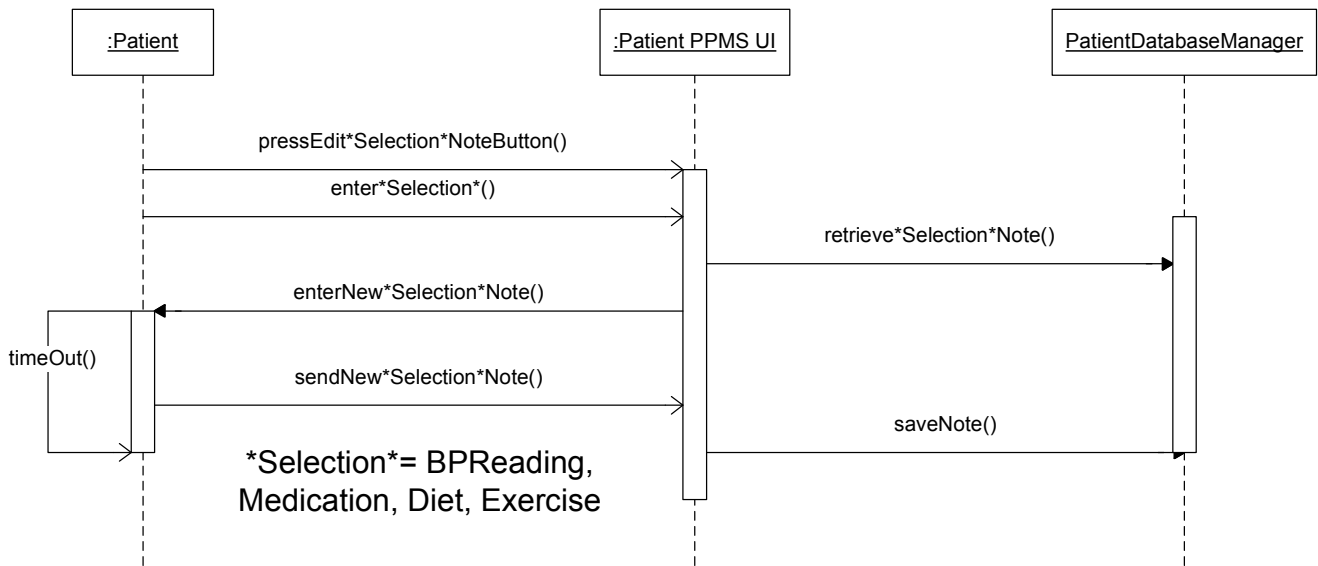 :Patient
:Patient PPMS UI
PatientDatabaseManager
pressEdit*Selection*NoteButton()
enter*Selection*()
retrieve*Selection*Note()
enterNew*Selection*Note()
timeOut()
sendNew*Selection*Note()
saveNote()
*Selection*= BPReading,
Medication, Diet, Exercise